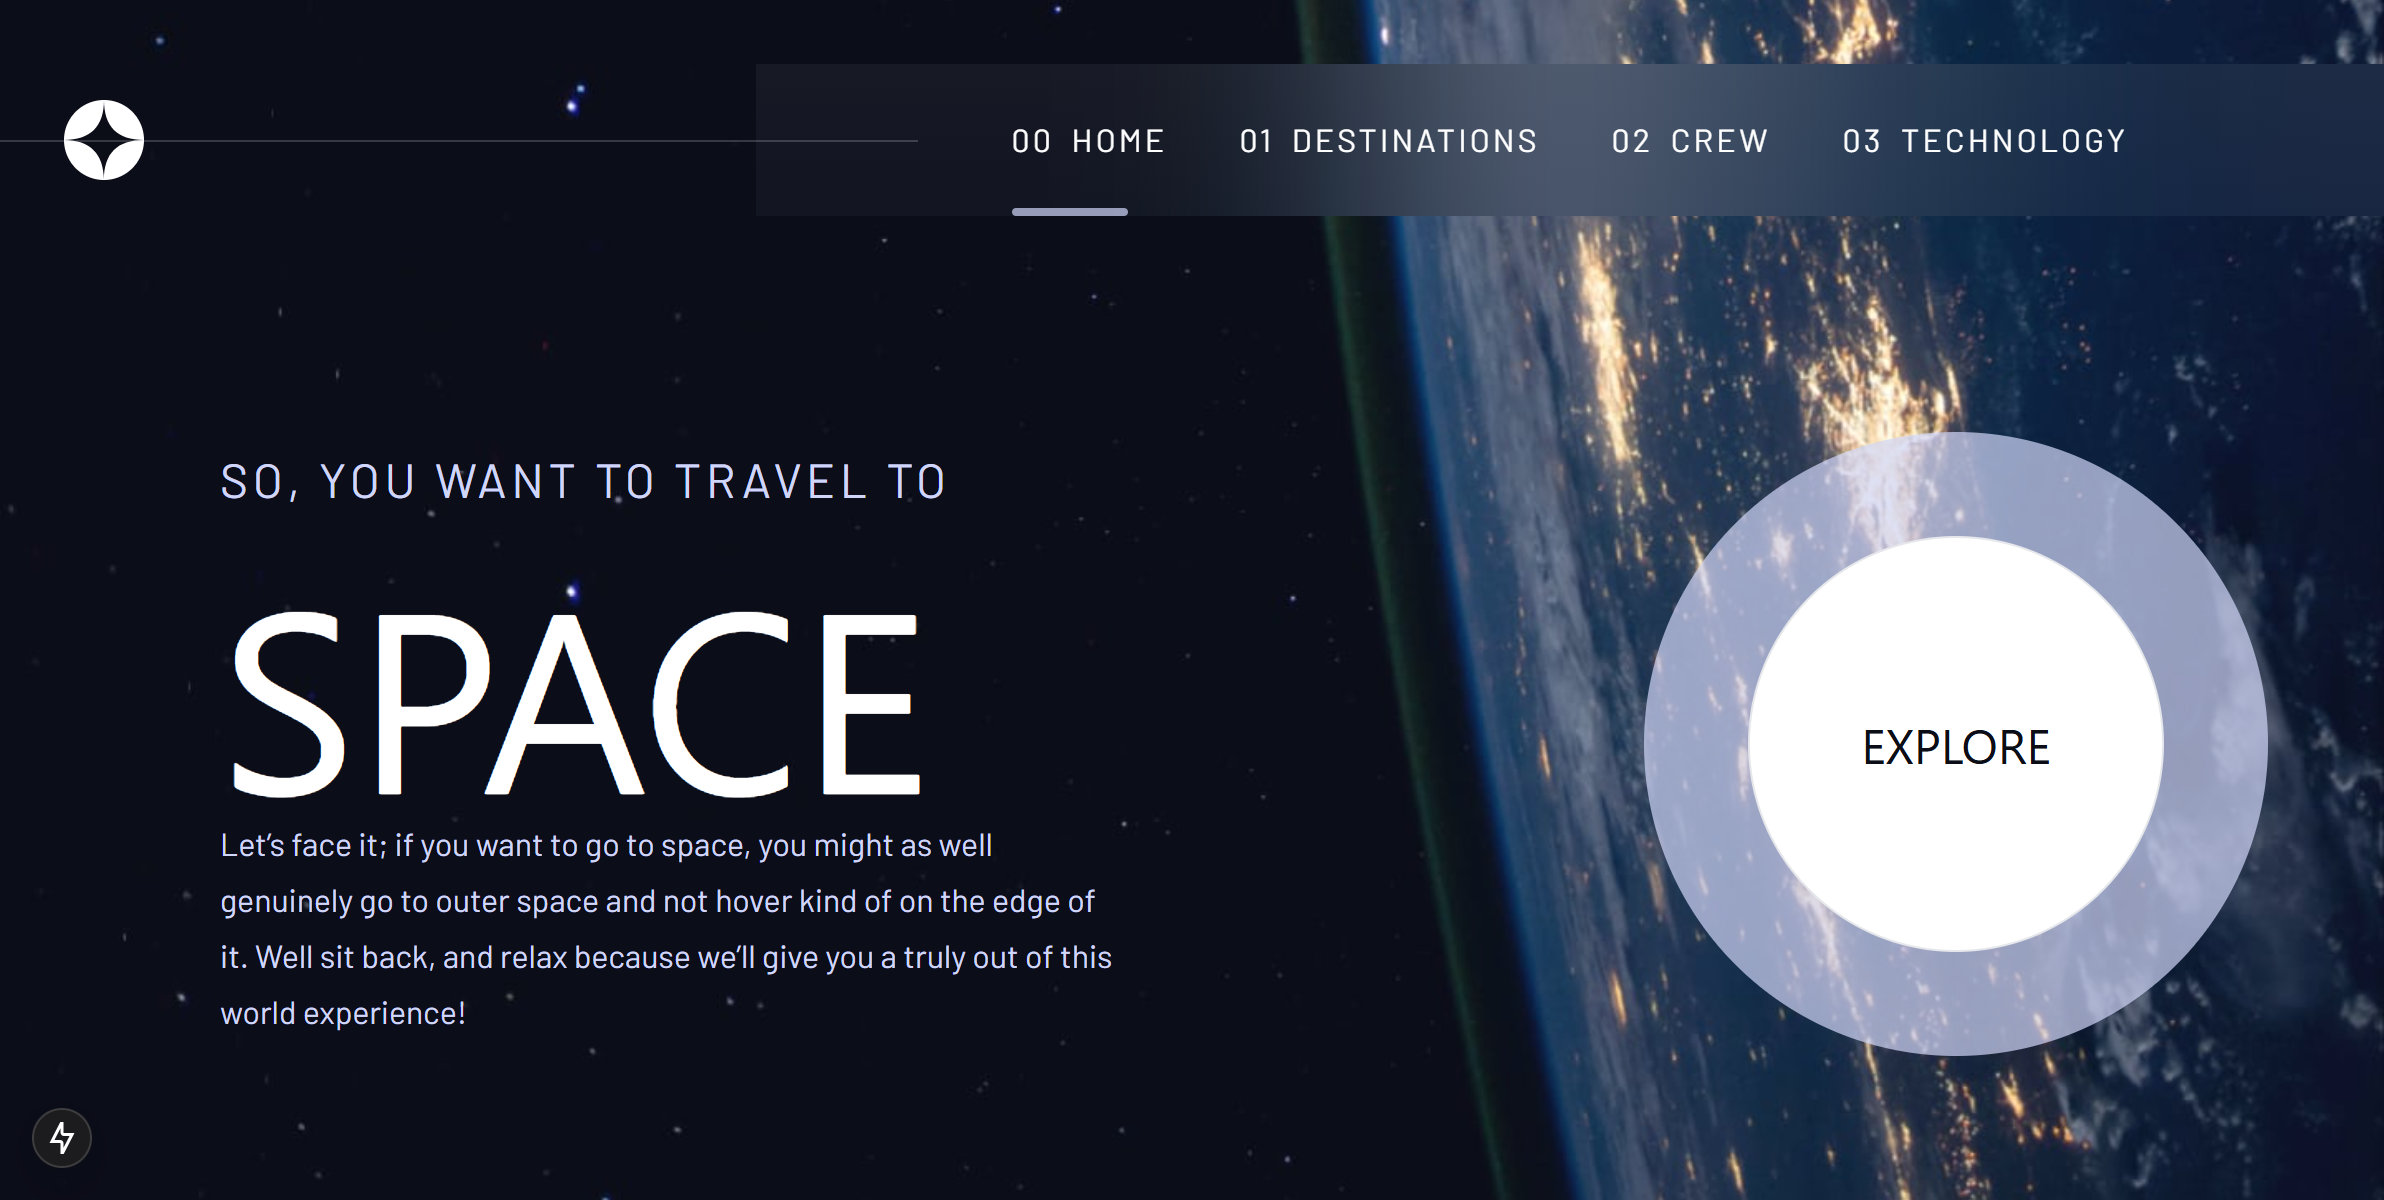 00 HOME 01 DESTINATIONS 02 CREW 03 TECHNOLOGY
SO, YOU WANT TO TRAVEL TO
SPACE
Let’s face it; if you want to go to space, you might as well
genuinely go to outer space and not hover kind of on the edge of
it. Well sit back, and relax because we’ll give you a truly out of this
world experience!
EXPLORE